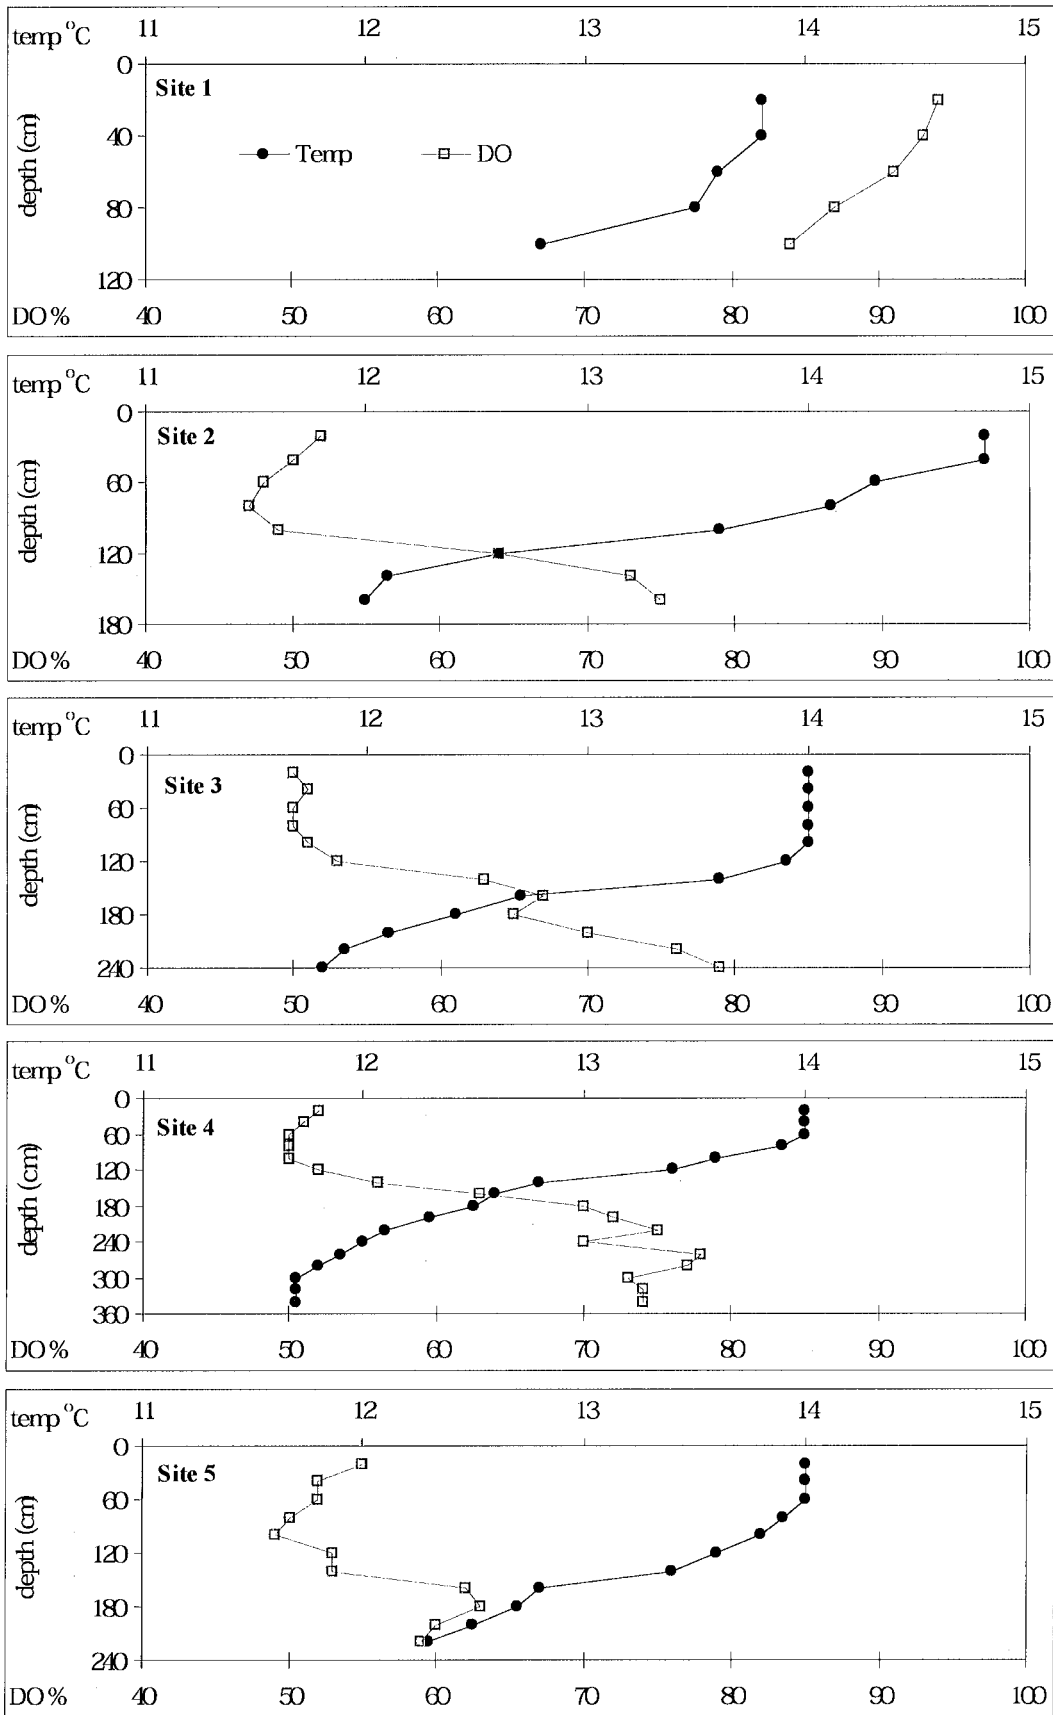 temp °C 11 12 13 14 15
0
Site 1
40
Temp DO
depth (cm)
80
120
DO % 40 50 60 70 80 90 100
temp °C 11 12 13 14 15
0
Site 2
60
depth (cm)
120
180
DO % 40 50 60 70 80 90 100
temp °C 11 12 13 14 15
0
Site 3
60
depth (cm)
120
180
240
DO % 40 50 60 70 80 90 100
temp °C 11 12 13 14 15
0
Site 4
60
120
depth (cm)
180
240
300
360
DO % 40 50 60 70 80 90 100
temp °C 11 12 13 14 15
0
Site 5
60
depth (cm)
120
180
240
DO % 40 50 60 70 80 90 100